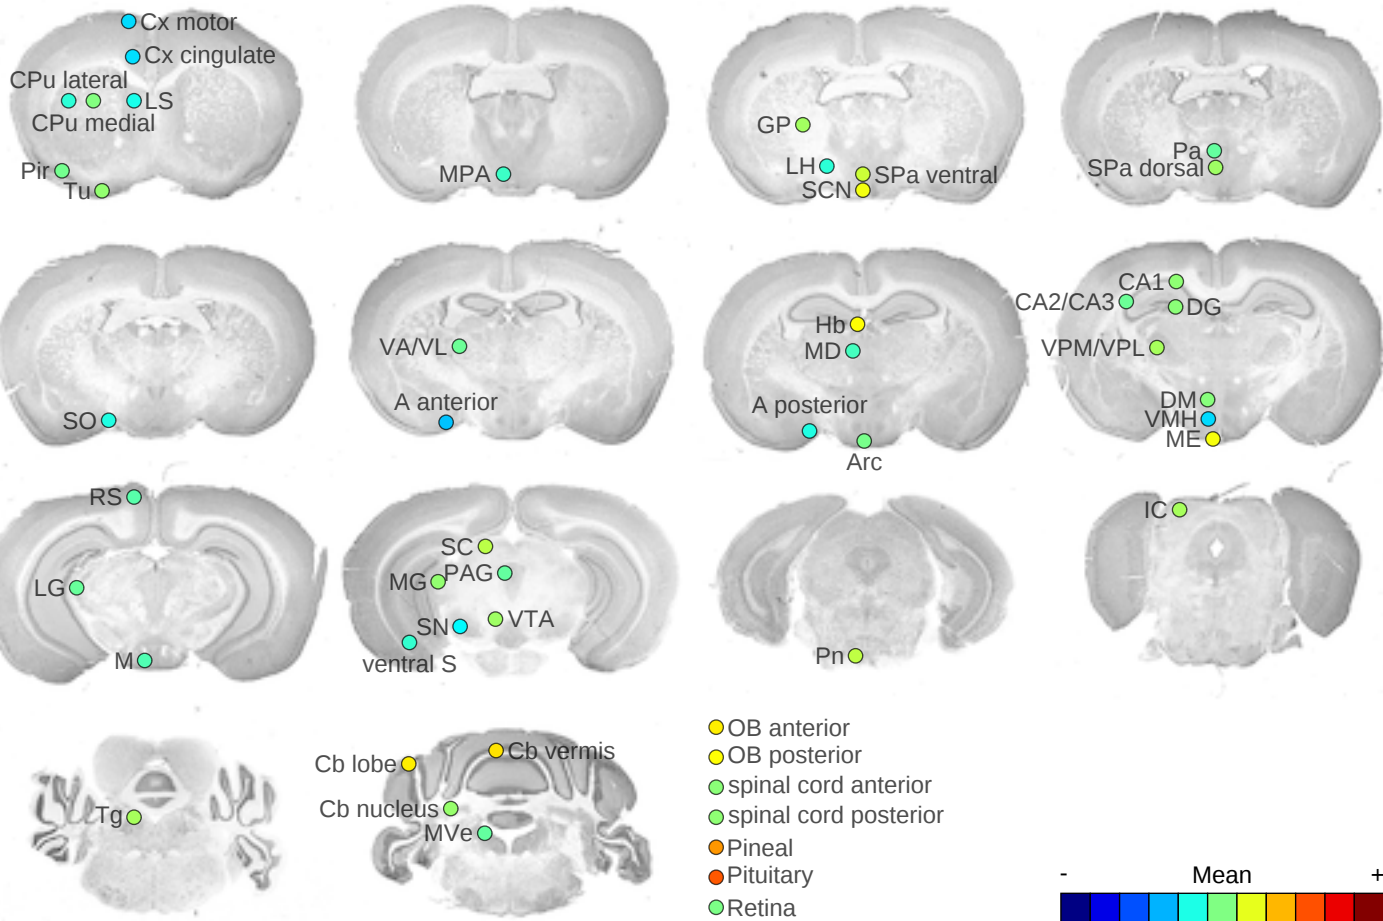 Cx motor
Cx cingulate
CPu lateral
LS
CPu medial
Pir
Tu
MPA
GP
LH
SPa ventral
SCN
Pa
SPa dorsal
SO
VA/VL
A anterior
Hb
MD
A posterior
Arc
CA1
CA2/CA3
DG
VPM/VPL
DM
VMH
ME
RS
LG
M
SC
MG
PAG
SN
VTA
ventral S
Pn
IC
Tg
Cb lobe
Cb vermis
Cb nucleus
MVe
OB anterior
OB posterior
spinal cord anterior
spinal cord posterior
Pineal
Pituitary
Retina
- Mean +